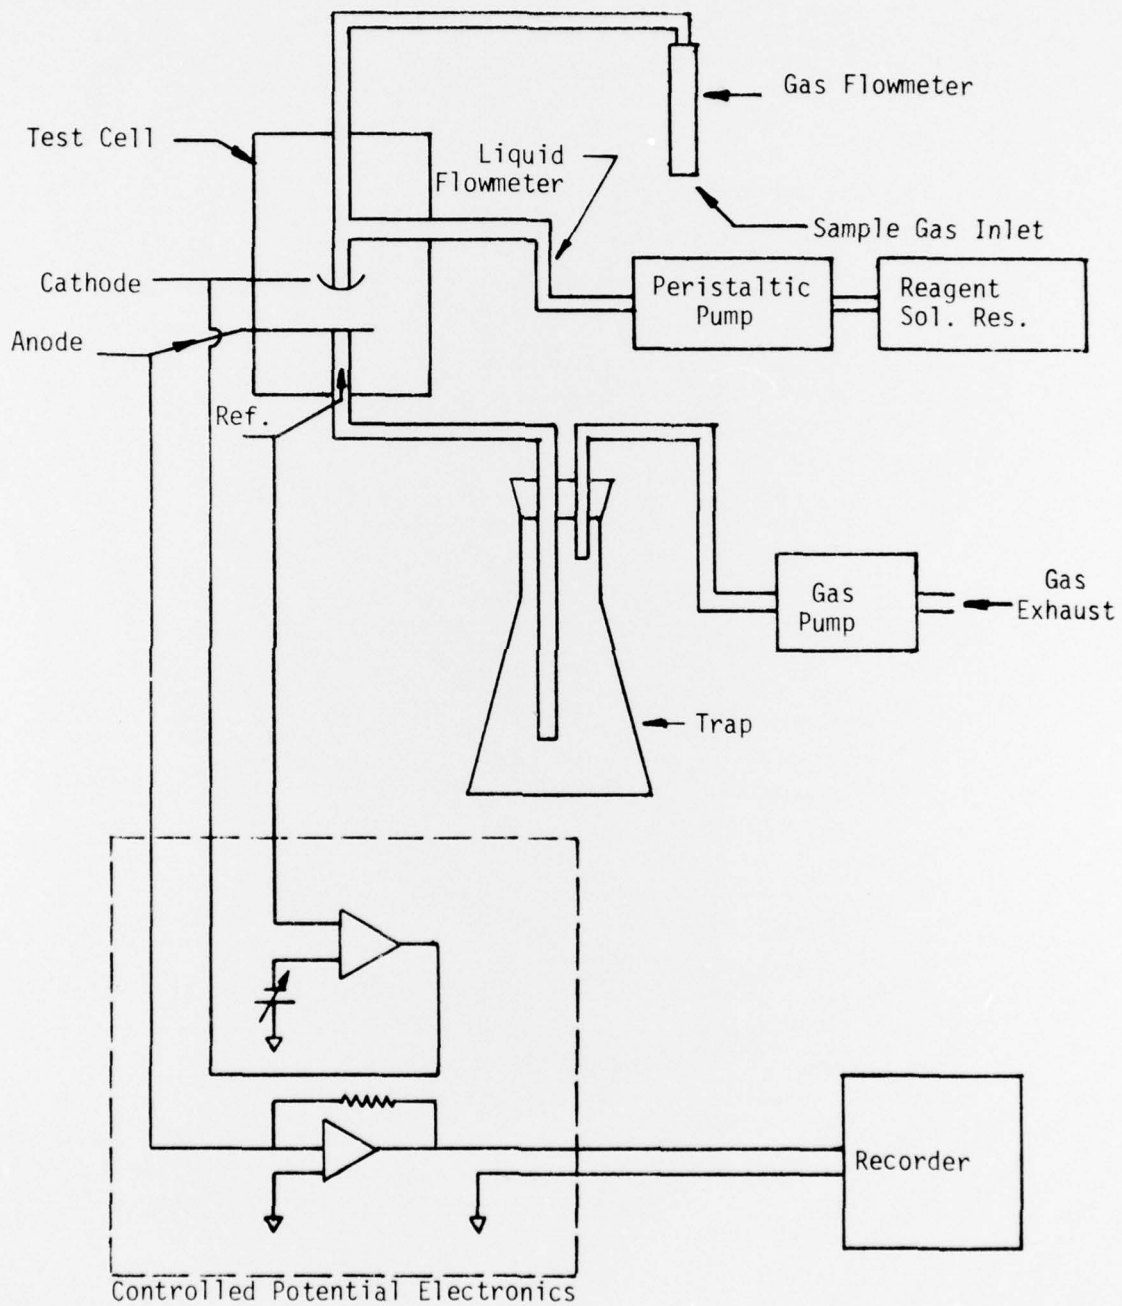 Gas Flowmeter
Test Cell
Liquid
Flowmeter
Sample Gas Inlet
Cathode
Peristaltic
Pump
Reagent
Sol. Res.
Anode
Ref.
Gas
Pump
Gas
Exhaust
Trap
Recorder
Controlled Potential Electronics